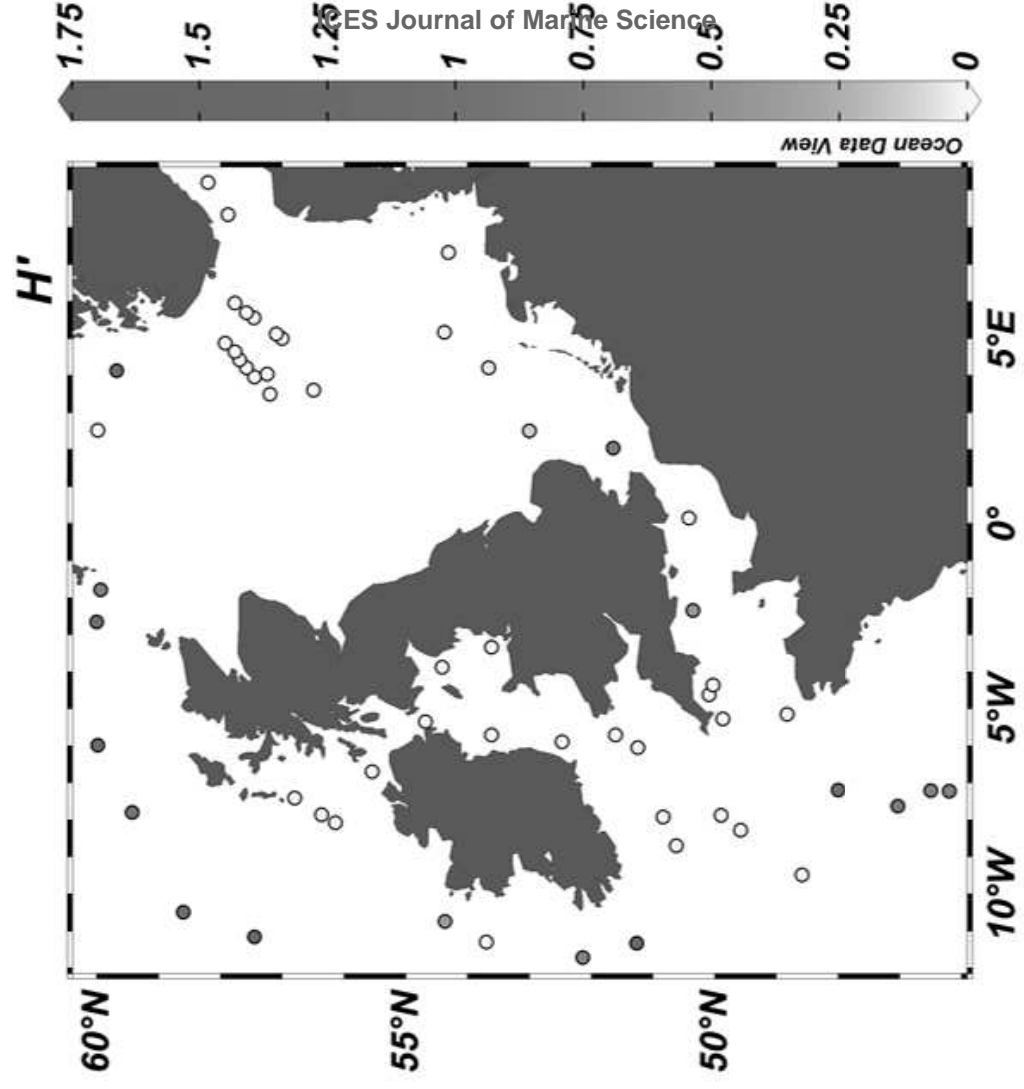 ICES Journal of Marine Science
1.75
1.5
1.25
1
0.75
0.5
0.25
0
Ocean Data View
H'
60°N
55°N
50°N
10°W
5°W
0°
5°E